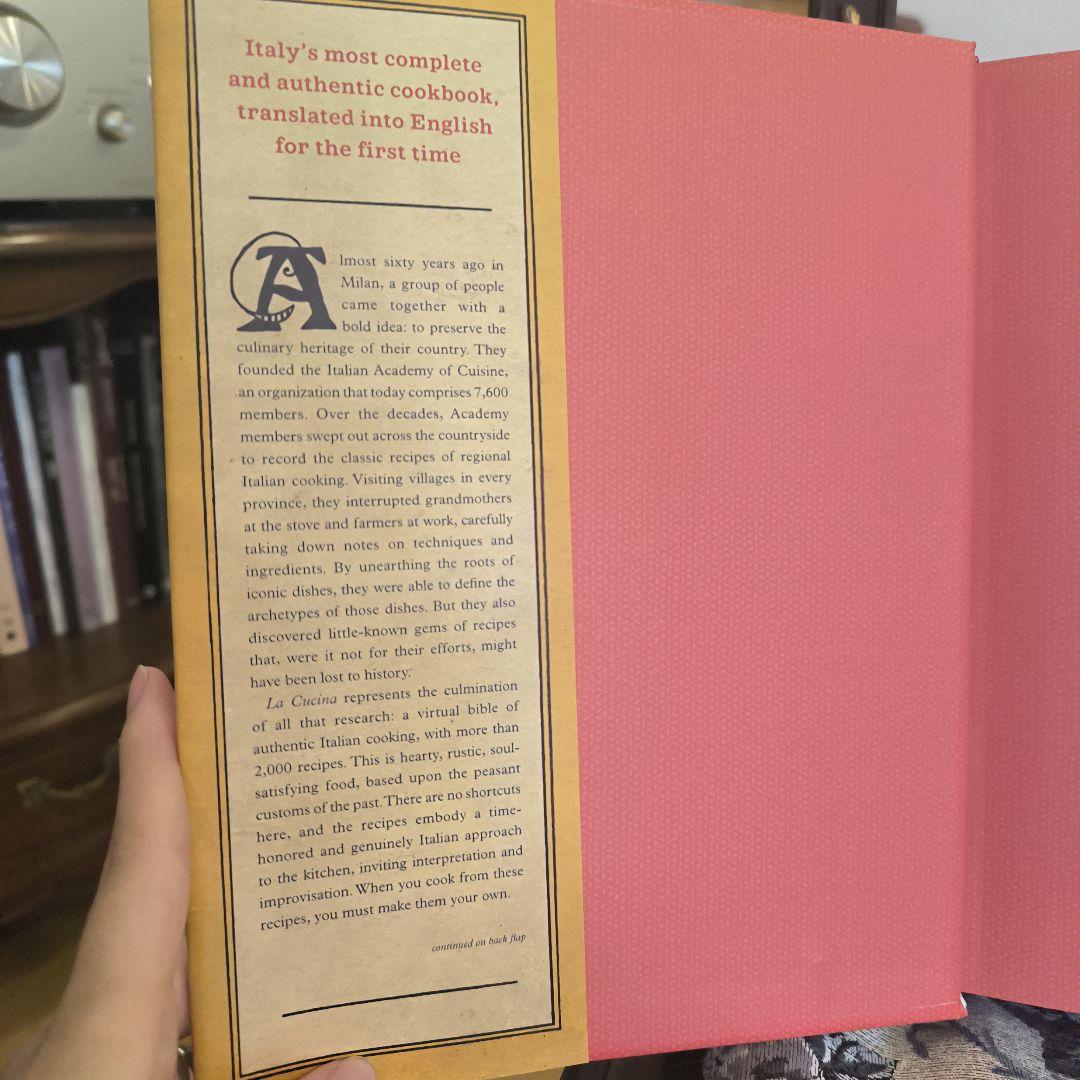 Italy's most complete
and authentic cookbook,
translated into English
for the first time
Almost sixty years ago in
Milan, a group of people
came together with a
bold idea: to preserve the
culinary heritage of their country. They
founded the Italian Academy of Cuisine,
an organization that today comprises 7,600
members. Over the decades, Academy
members swept out across the countryside
to record the classic recipes of regional
Italian cooking. Visiting villages in every
province, they interrupted grandmothers
at the stove and farmers at work, carefully
taking down notes on techniques and
ingredients. By unearthing the roots of
iconic dishes, they were able to define the
archetypes of those dishes. But they also
discovered little-known gems of recipes
that, were it not for their efforts, might
have been lost to history.
La Cucina represents the culmination
of all that research: a virtual bible of
authentic Italian cooking, with more than
2,000 recipes. This is hearty, rustic, soul-
satisfying food, based upon the peasant
customs of the past. There are no shortcuts
here, and the recipes embody a time-
honored and genuinely Italian approach
to the kitchen, inviting interpretation and
improvisation. When you cook from these
recipes, you must make them your own.
continued on back flap